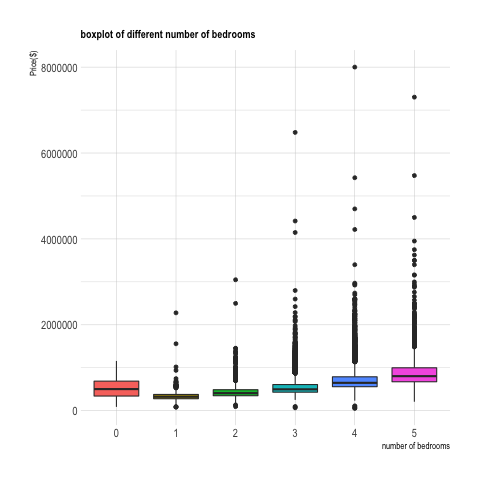 boxplot of different number of bedrooms
Price($)
8000000
6000000
4000000
2000000
0
0 1 2 3 4 5
number of bedrooms